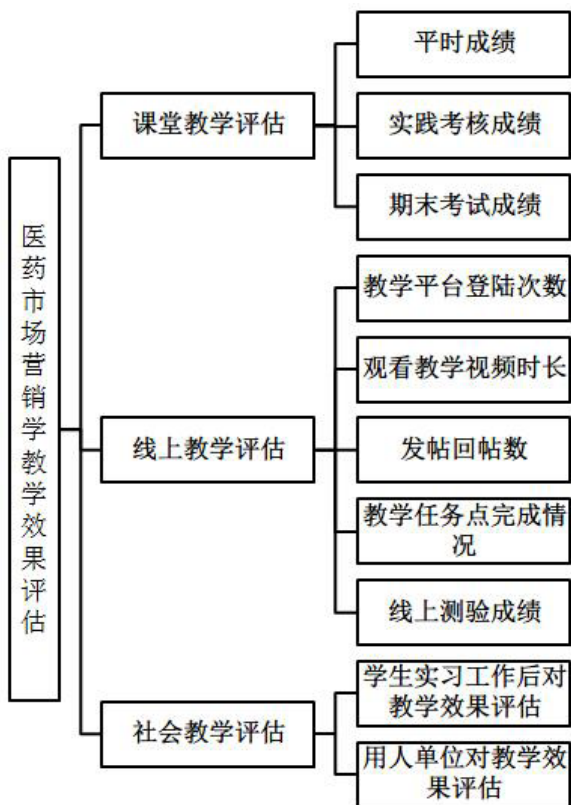 医药市场营销学教学效果评估
课堂教学评估
平时成绩
实践考核成绩
期末考试成绩
线上教学评估
教学平台登陆次数
观看教学视频时长
发帖回帖数
教学任务点完成情
况
线上测验成绩
社会教学评估
学生实习工作后对
教学效果评估
用人单位对教学效
果评估